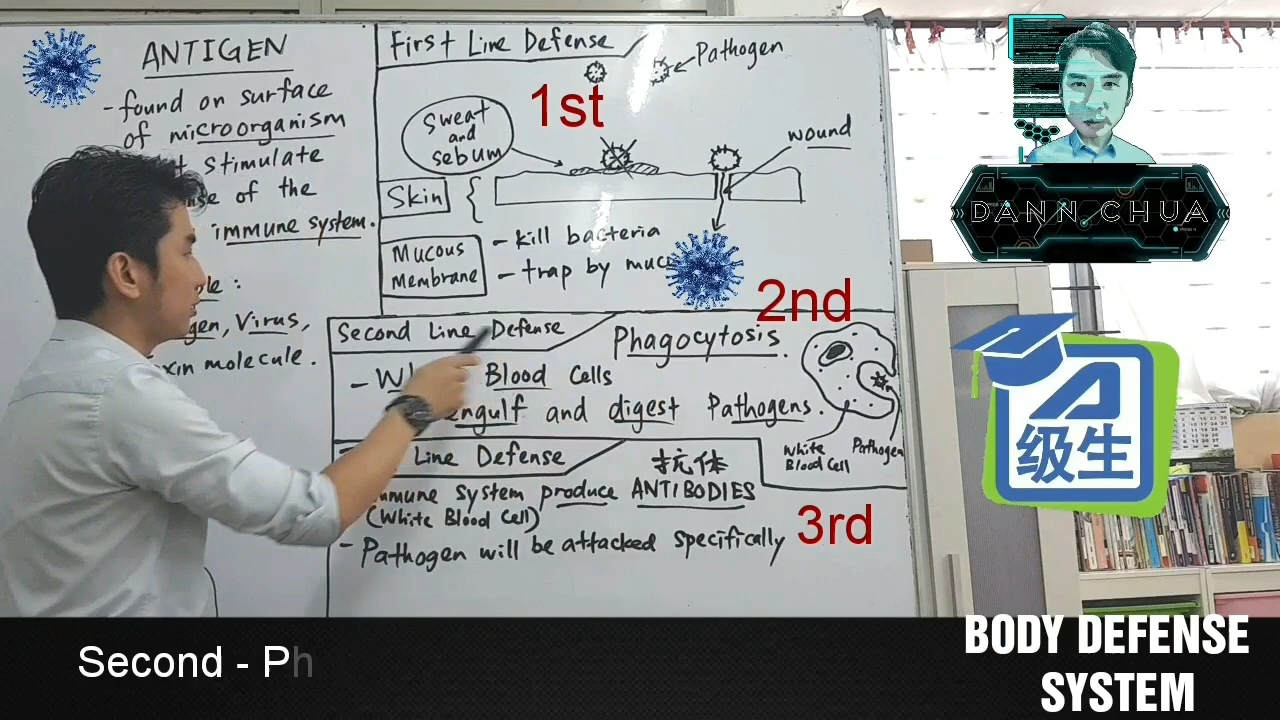 ANTIGEN
- found on surface
of microorganism
stimulate
of the
immune system.
Virus,
molecule.
First Line Defense
Pathogen
1st
Sweat
and
sebum
wound
Skin
Mucous
Membrane
- kill bacteria
- trap by
2nd
Second Line Defense
Phagocytosis.
- Blood Cells
engulf and digest Pathogens.
White
Blood Cell
Pathogen
Line Defense
抗体
System produce ANTIBODIES
(White Blood Cell)
- Pathogen will be attacked specifically
3rd
DANN CHUA
A
级生
Second - Ph
BODY DEFENSE
SYSTEM